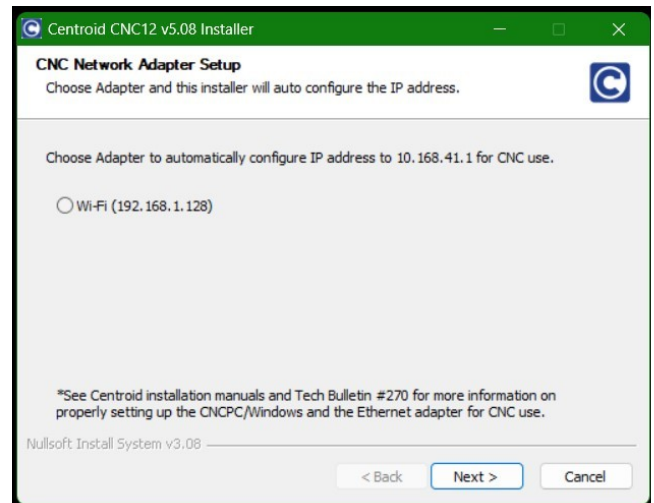 Centroid CNC12 v5.08 Installer
CNC Network Adapter Setup
Choose Adapter and this installer will auto configure the IP address.
Choose Adapter to automatically configure IP address to 10.168.41.1 for CNC use.
Wi-Fi (192.168.1.128)
*See Centroid installation manuals and Tech Bulletin #270 for more information on
properly setting up the CNCPC/Windows and the Ethernet adapter for CNC use.
Nullsoft Install System v3.08
< Back Next > Cancel